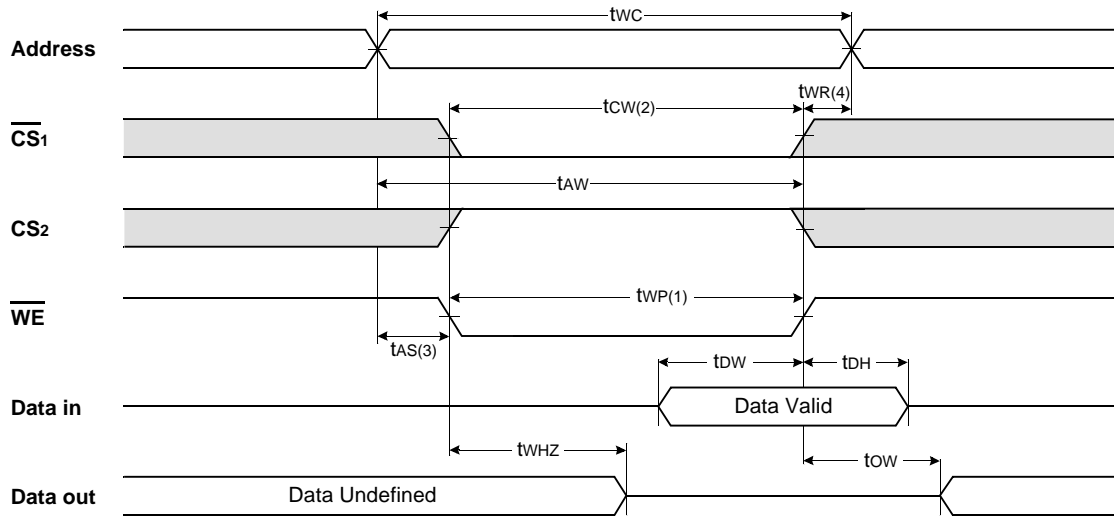 tWC
Address
tCW(2)
tWR(4)
CS1
tAW
CS2
tWP(1)
WE
tAS(3)
tDW
tDH
Data in
Data Valid
tWHZ
tOW
Data out
Data Undefined